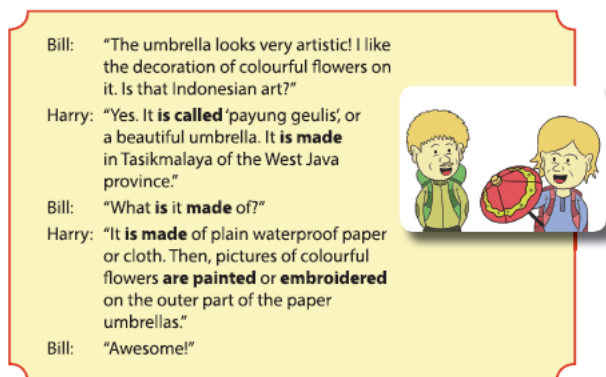 Bill: “The umbrella looks very artistic! I like
the decoration of colourful flowers on
it. Is that Indonesian art?”
Harry: “Yes. It is called ‘payung geulis’, or
a beautiful umbrella. It is made
in Tasikmalaya of the West Java
province.”
Bill: “What is it made of?”
Harry: “It is made of plain waterproof paper
or cloth. Then, pictures of colourful
flowers are painted or embroidered
on the outer part of the paper
umbrellas.”
Bill: “Awesome!”